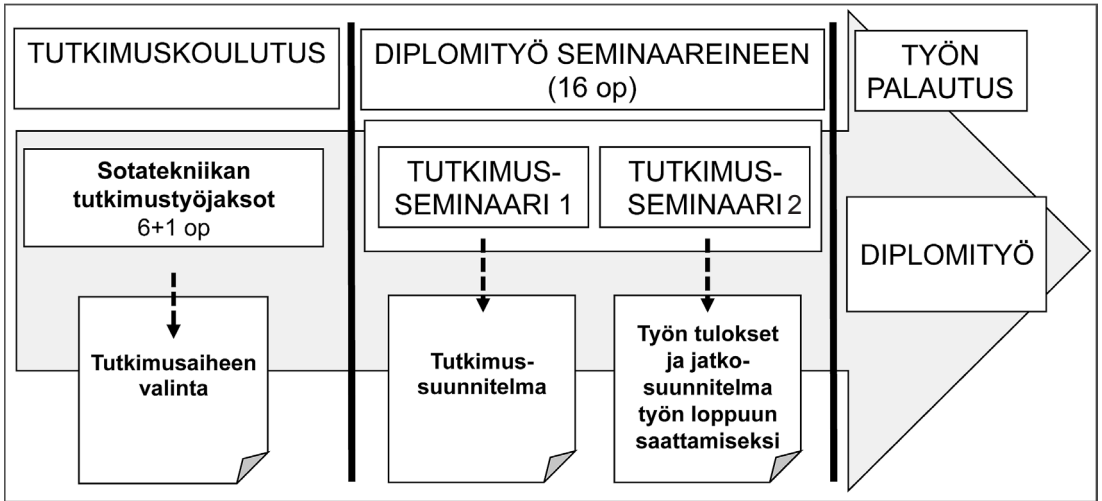 TUTKIMUSKOULUTUS
DIPLOMITYÖ SEMINAAREINEEN
(16 op)
TYÖN
PALAUTUS
Sotatekniikan
tutkimustyöjaksot
6+1 op
TUTKIMUS-
SEMINAARI 1
TUTKIMUS-
SEMINAARI 2
DIPLOMITYÖ
Tutkimusaiheen
valinta
Tutkimus-
suunnitelma
Työn tulokset
ja jatko-
suunnitelma
työn loppuun
saattamiseksi